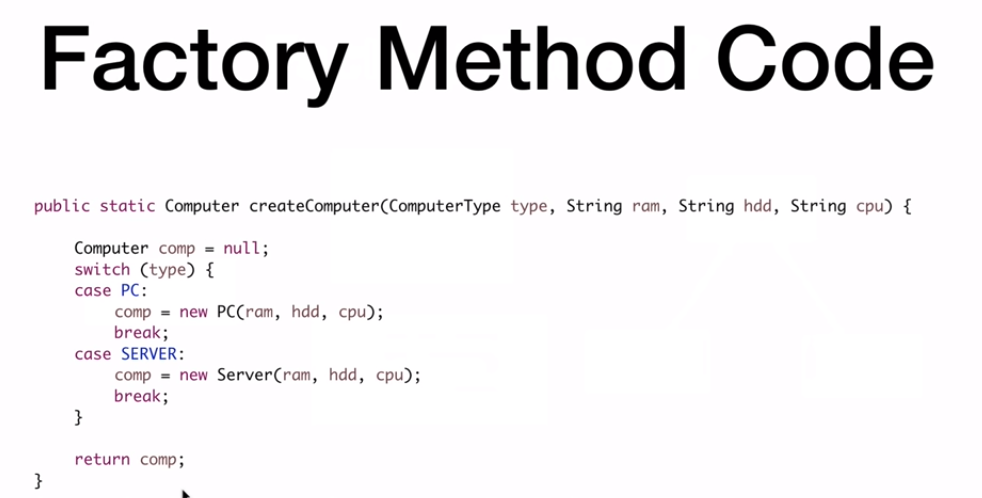 Factory Method Code
public static Computer createComputer(ComputerType type, String ram, String hdd, String cpu) {
Computer comp = null;
switch (type) {
case PC:
comp = new PC(ram, hdd, cpu);
break;
case SERVER:
comp = new Server(ram, hdd, cpu);
break;
}
return comp;
}